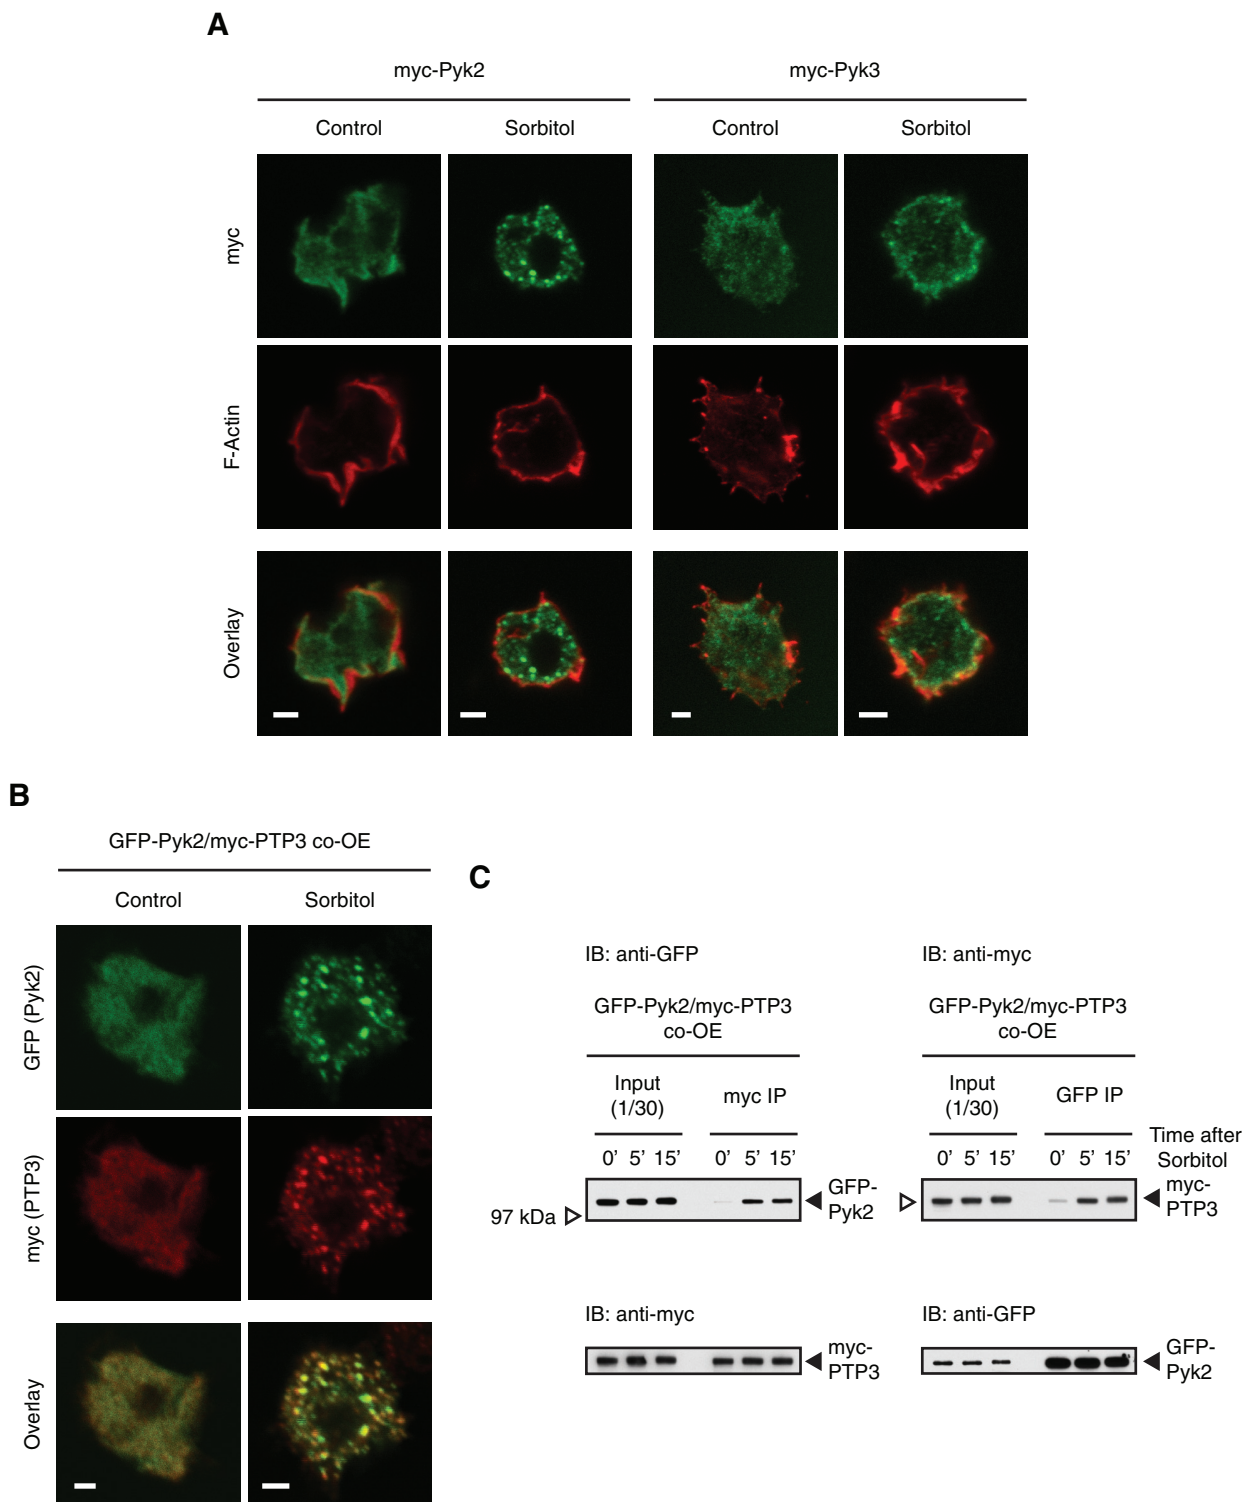 A
myc-Pyk2
myc-Pyk3
Control
Sorbitol
Control
Sorbitol
myc
F-Actin
Overlay
B
GFP-Pyk2/myc-PTP3 co-OE
Control
Sorbitol
GFP (Pyk2)
myc (PTP3)
Overlay
C
IB: anti-GFP
GFP-Pyk2/myc-PTP3
co-OE
Input
(1/30)
myc IP
0' 5' 15' 0' 5' 15'
97 kDa
GFP-
Pyk2
IB: anti-myc
myc-
PTP3
IB: anti-myc
GFP-Pyk2/myc-PTP3
co-OE
Input
(1/30)
GFP IP
Time after
Sorbitol
0' 5' 15' 0' 5' 15'
myc-
PTP3
IB: anti-GFP
GFP-
Pyk2